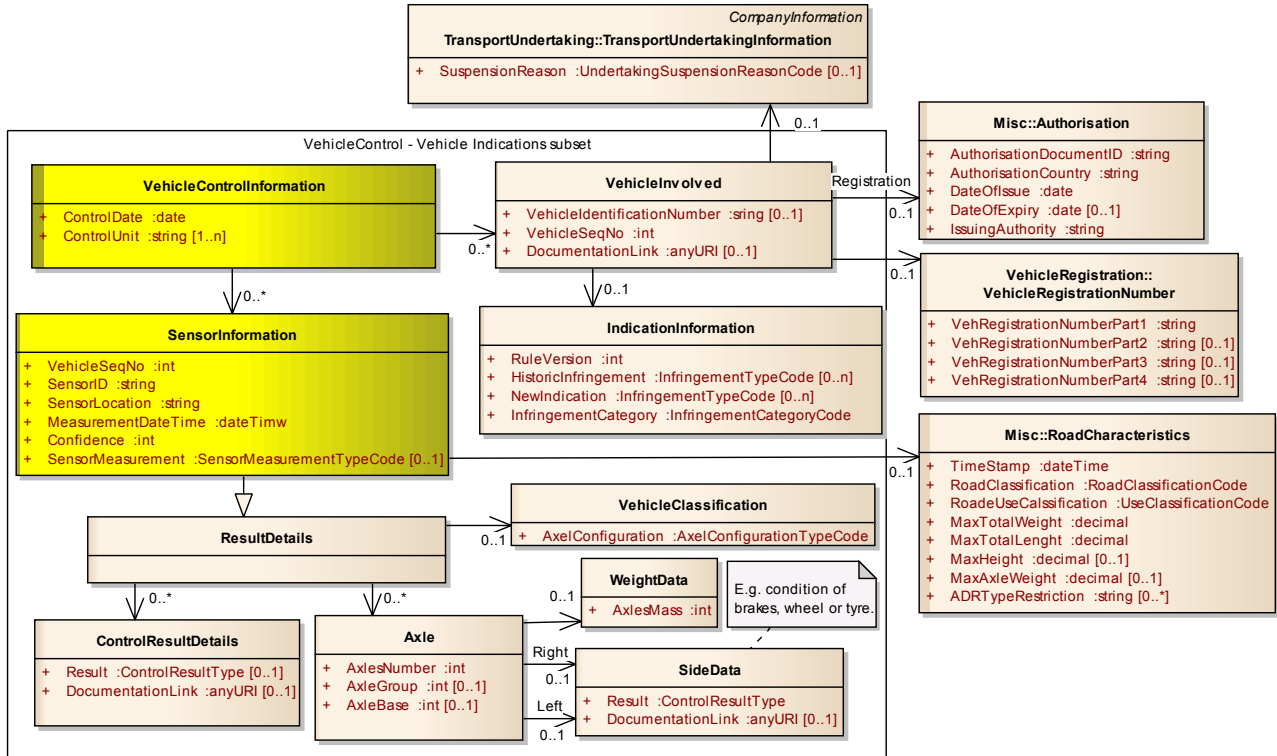 CompanyInformation
TransportUndertaking::TransportUndertakingInformation
+ SuspensionReason :UndertakingSuspensionReasonCode [0..1]
0..1
VehicleControl - Vehicle Indications subset
VehicleControlInformation
+ ControlDate :date
+ ControlUnit :string [1..n]
0..*
0..*
VehicleInvolved
+ VehicleIdentificationNumber :sring [0..1]
+ VehicleSeqNo :int
+ DocumentationLink :anyURI [0..1]
Registration
0..1
0..1
0..1
Misc::Authorisation
+ AuthorisationDocumentID :string
+ AuthorisationCountry :string
+ DateOfIssue :date
+ DateOfExpiry :date [0..1]
+ IssuingAuthority :string
VehicleRegistration::
VehicleRegistrationNumber
+ VehRegistrationNumberPart1 :string
+ VehRegistrationNumberPart2 :string [0..1]
+ VehRegistrationNumberPart3 :string [0..1]
+ VehRegistrationNumberPart4 :string [0..1]
SensorInformation
+ VehicleSeqNo :int
+ SensorID :string
+ SensorLocation :string
+ MeasurementDateTime :dateTimw
+ Confidence :int
+ SensorMeasurement :SensorMeasurementTypeCode [0..1]
IndicationInformation
+ RuleVersion :int
+ HistoricInfringement :InfringementTypeCode [0..n]
+ NewIndication :InfringementTypeCode [0..n]
+ InfringementCategory :InfringementCategoryCode
0..1
Misc::RoadCharacteristics
+ TimeStamp :dateTime
+ RoadClassification :RoadClassificationCode
+ RoadeUseCalssification :UseClassificationCode
+ MaxTotalWeight :decimal
+ MaxTotalLenght :decimal
+ MaxHeight :decimal [0..1]
+ MaxAxleWeight :decimal [0..1]
+ ADRTypeRestriction :string [0..*]
ResultDetails
0..1
VehicleClassification
+ AxelConfiguration :AxelConfigurationTypeCode
0..*
0..*
ControlResultDetails
+ Result :ControlResultType [0..1]
+ DocumentationLink :anyURI [0..1]
Axle
+ AxlesNumber :int
+ AxleGroup :int [0..1]
+ AxleBase :int [0..1]
0..1
WeightData
+ AxlesMass :int
E.g. condition of
brakes, wheel or tyre.
Right
0..1
Left
0..1
SideData
+ Result :ControlResultType
+ DocumentationLink :anyURI [0..1]